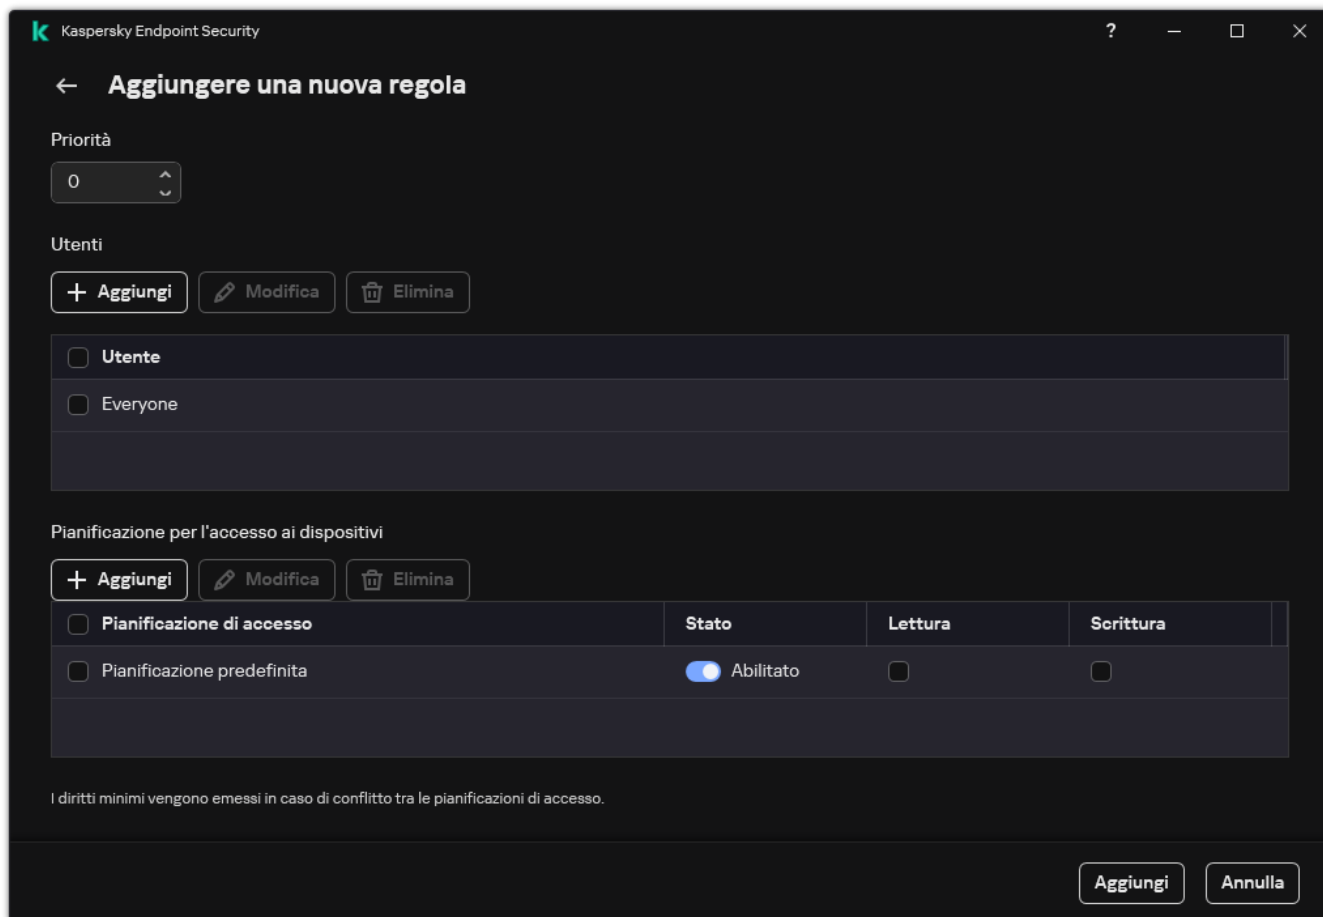 Kaspersky Endpoint Security ?
Aggiungere una nuova regola
Priorità
0
Utenti
Aggiungi Modifica Elimina
Utente
Everyone
Pianificazione per l'accesso ai dispositivi
Aggiungi Modifica Elimina
Pianificazione di accesso Stato Lettura Scrittura
Pianificazione predefinita Abilitato
I diritti minimi vengono emessi in caso di conflitto tra le pianificazioni di accesso.
Aggiungi Annulla